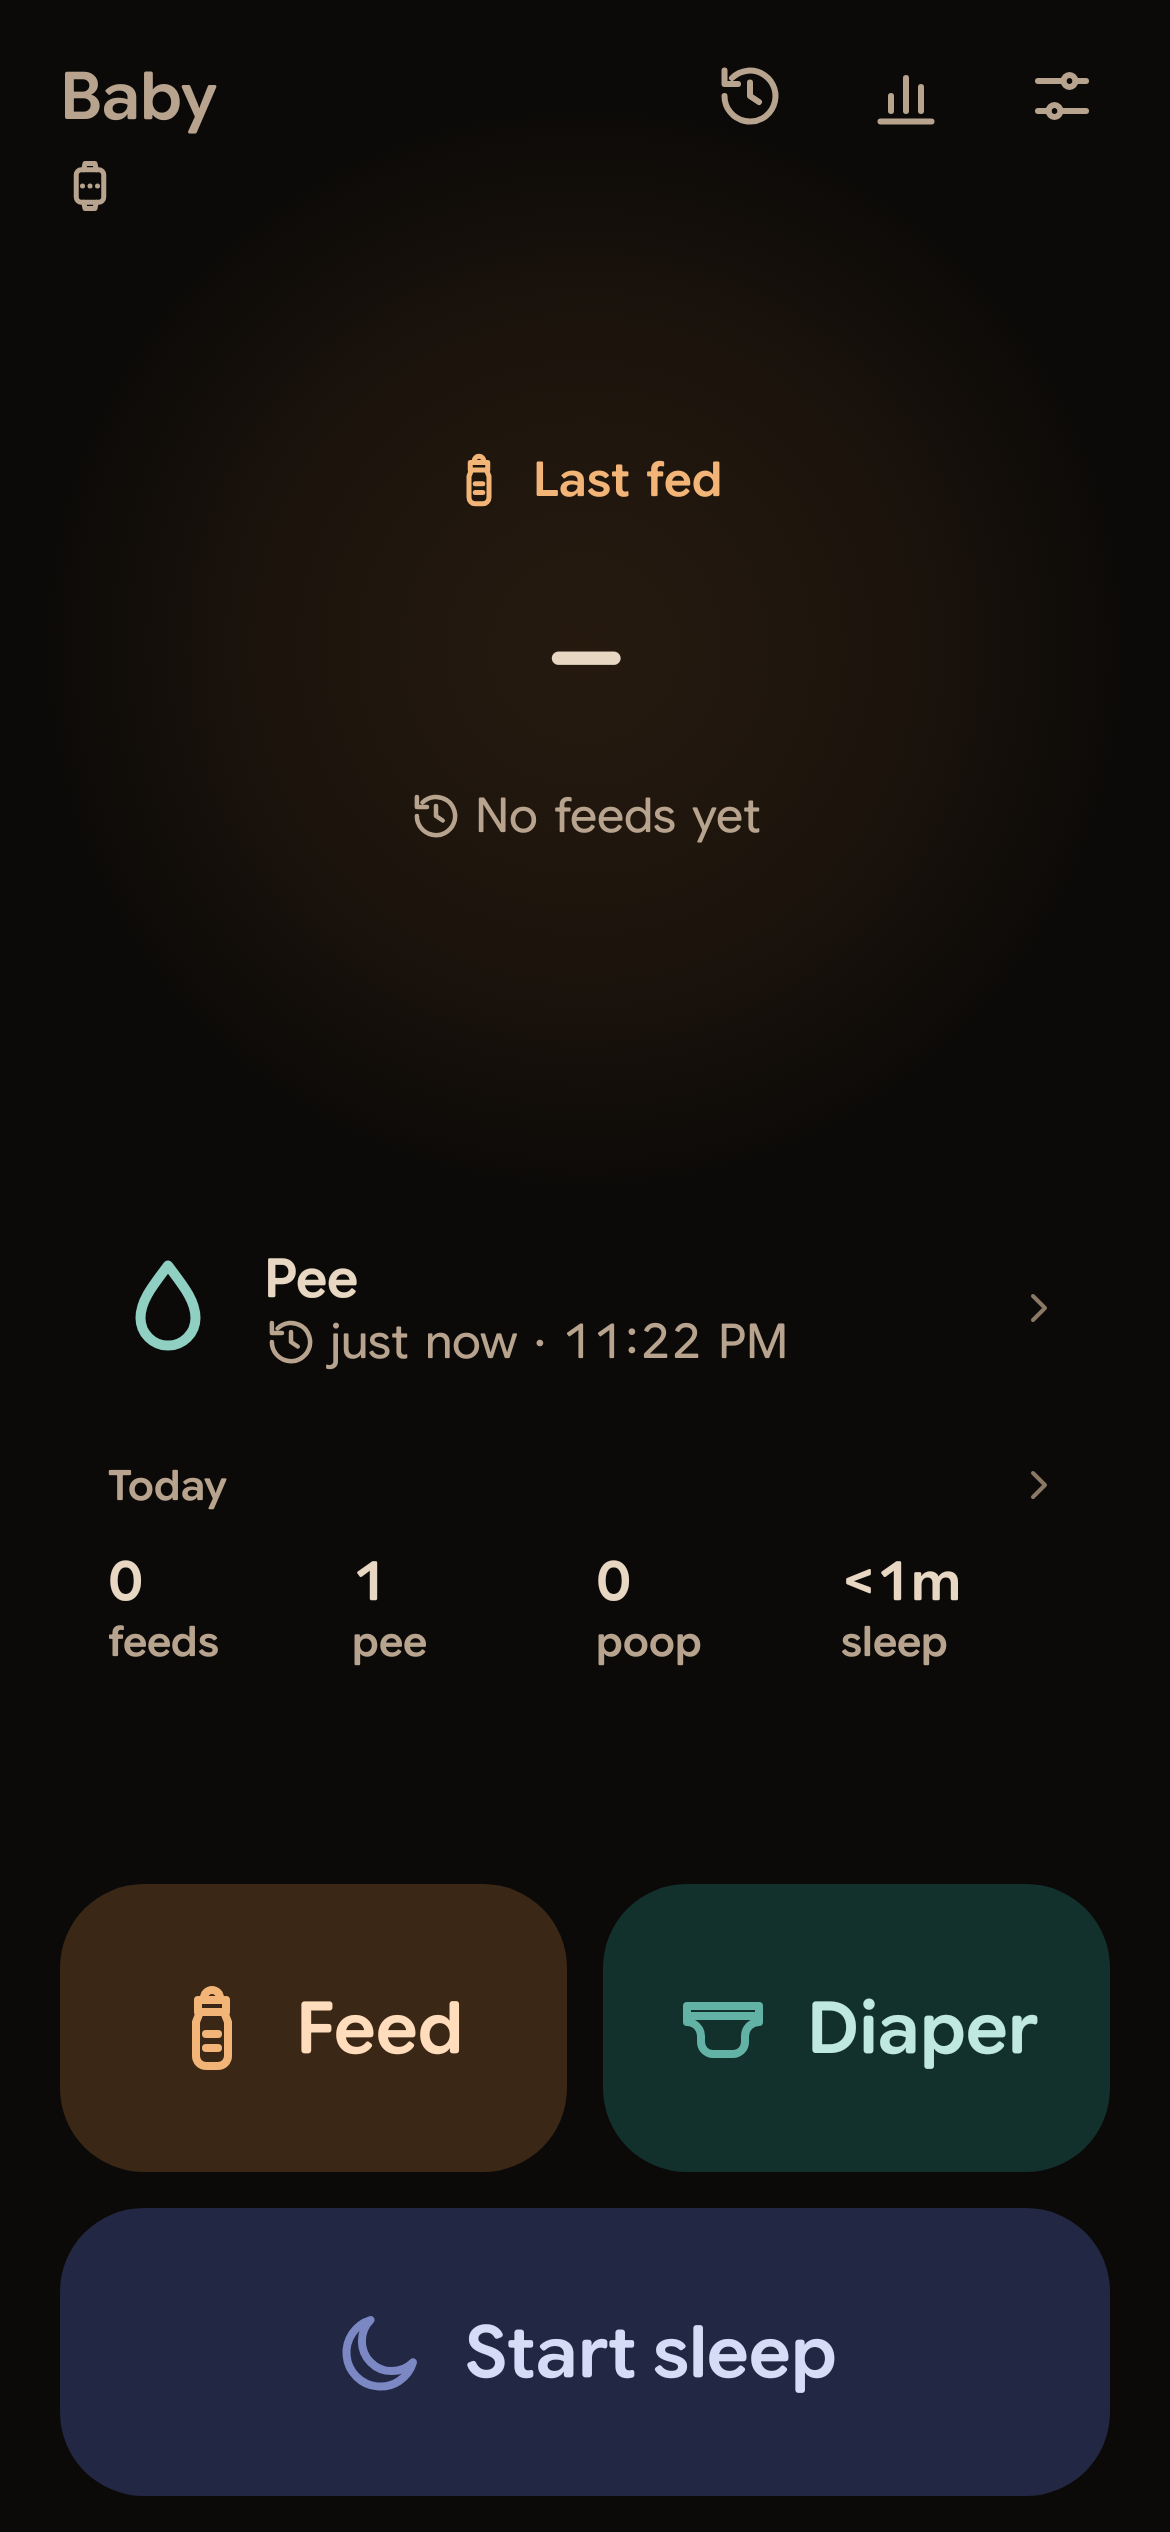 Baby
Last fed
–
No feeds yet
Pee
just now · 11:22 PM
Today
0 1 0 <1m
feeds pee poop sleep
Feed Diaper
Start sleep